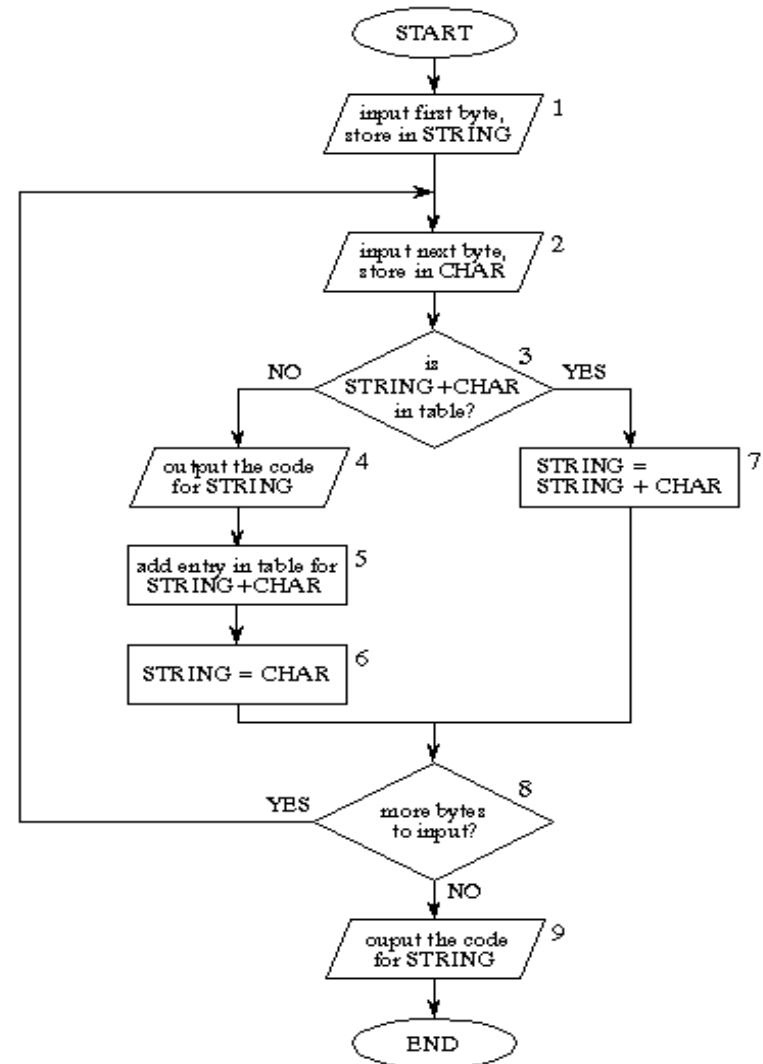 START
1
input first byte,
store in STRING
2
input next byte,
store in CHAR
3
is
STRING+CHAR
in table?
NO
YES
4
output the code
for STRING
7
STRING =
STRING + CHAR
5
add entry in table for
STRING+CHAR
6
STRING = CHAR
8
more bytes
to input?
YES
NO
9
ouput the code
for STRING
END